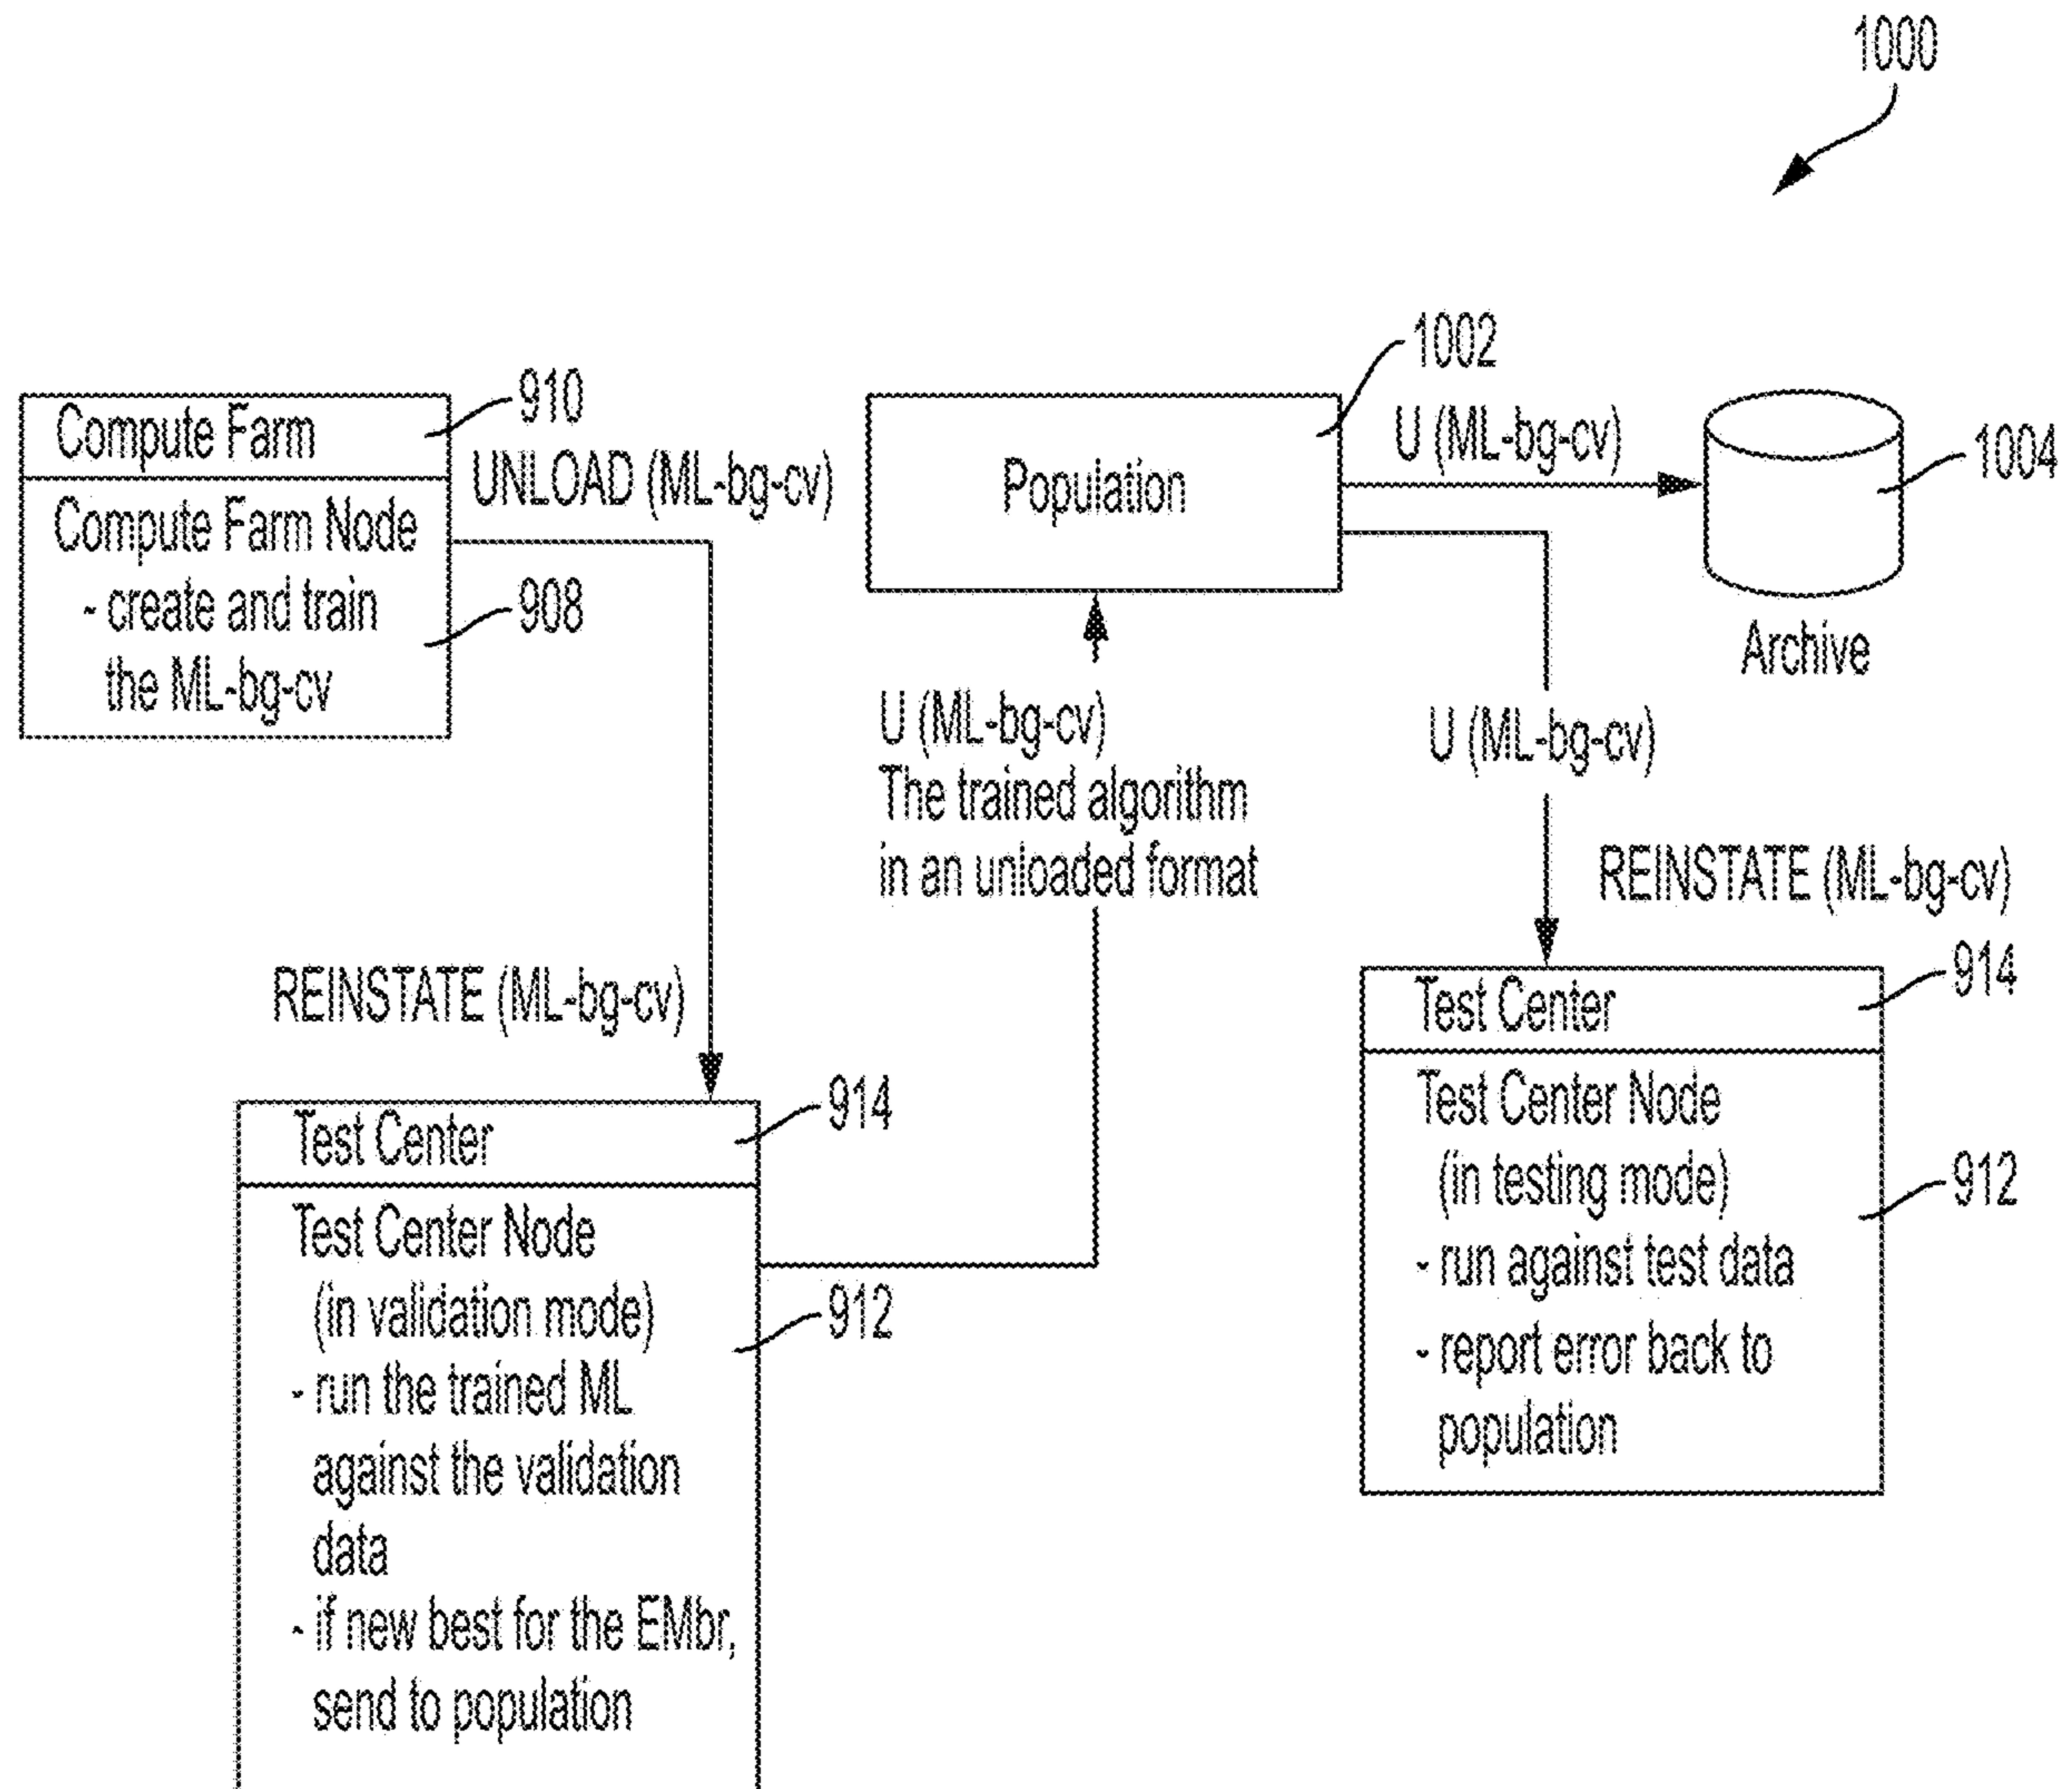 1000
910
Compute Farm
UNLOAD (ML-bg-cv)
Compute Farm Node
- create and train
the ML-bg-cv
908
1002
Population
U (ML-bg-cv)
1004
Archive
U (ML-bg-cv)
The trained algorithm
in an unloaded format
U (ML-bg-cv)
REINSTATE (ML-bg-cv)
REINSTATE (ML-bg-cv)
914
Test Center
Test Center Node
(in validation mode)
912
- run the trained ML
against the validation
data
- if new best for the EMbr,
send to population
914
Test Center
Test Center Node
(in testing mode)
912
- run against test data
- report error back to
population